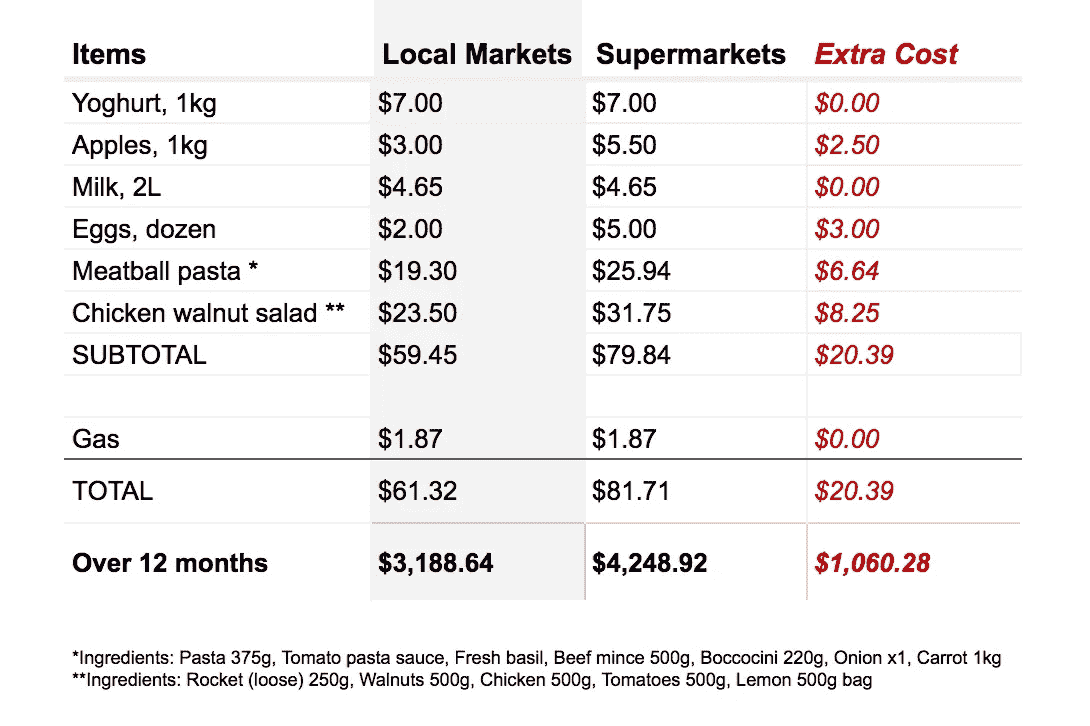 Items Local Markets Supermarkets Extra Cost
Yoghurt, 1kg $7.00 $7.00 $0.00
Apples, 1kg $3.00 $5.50 $2.50
Milk, 2L $4.65 $4.65 $0.00
Eggs, dozen $2.00 $5.00 $3.00
Meatball pasta * $19.30 $25.94 $6.64
Chicken walnut salad ** $23.50 $31.75 $8.25
SUBTOTAL $59.45 $79.84 $20.39
Gas $1.87 $1.87 $0.00
TOTAL $61.32 $81.71 $20.39
Over 12 months $3,188.64 $4,248.92 $1,060.28
*Ingredients: Pasta 375g, Tomato pasta sauce, Fresh basil, Beef mince 500g, Boccocini 220g, Onion x1, Carrot 1kg
**Ingredients: Rocket (loose) 250g, Walnuts 500g, Chicken 500g, Tomatoes 500g, Lemon 500g bag